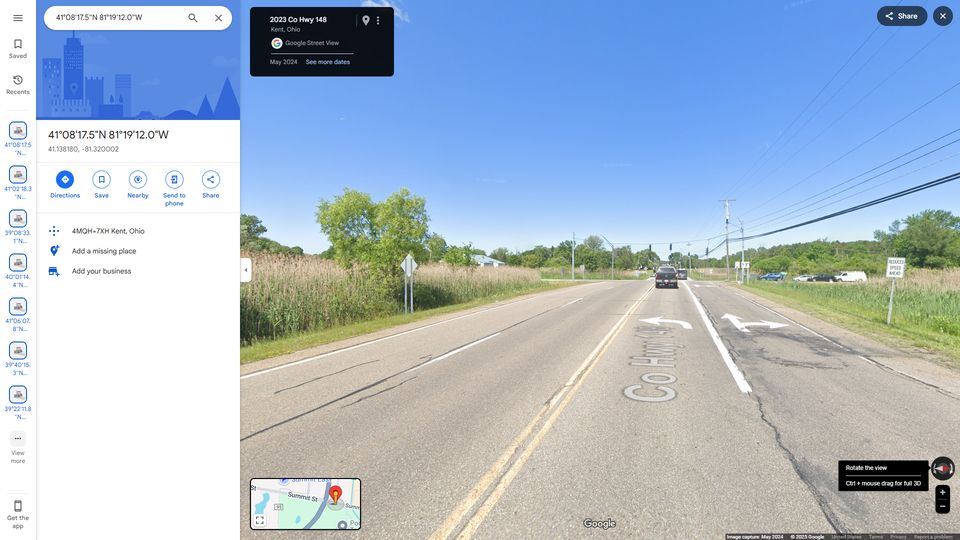 41°08'17.5"N 81°19'12.0"W
2023 Co Hwy 148
Kent, Ohio
Google Street View
May 2024 See more dates
Share
Saved
Recents
41°08'17.5"N 81°19'12.0"W
41.138180, -81.320002
Directions
Save
Nearby
Send to phone
Share
4MQH+7XH Kent, Ohio
Add a missing place
Add your business
41°08'17.5
"N...
41°02'18.3
"N...
39°08'33.
1"N...
40°01'14.
4"N...
41°06'07.
8"N...
39°40'15.
3"N...
39°22'11.8
"N...
View
more
Get the
app
REDUCED
SPEED
AHEAD
Co Hwy
Rotate the view
Ctrl + mouse drag for full 3D
Summit East
Summit St
Summ
Google
Image capture: May 2024 © 2025 Google United States Terms Privacy Report a problem